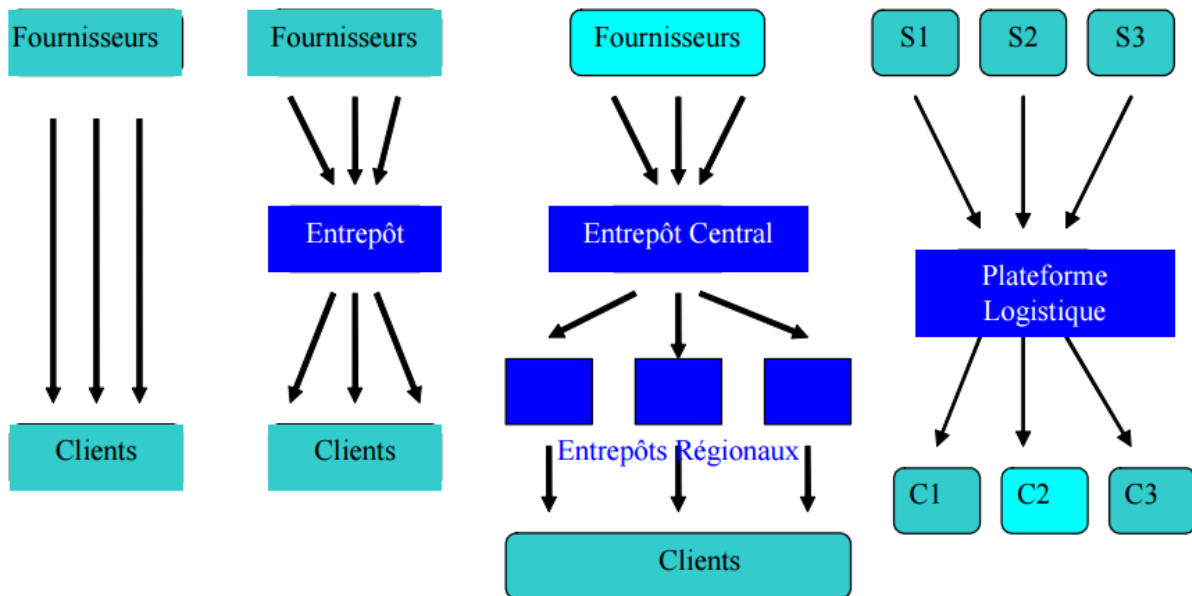 Fournisseurs
Fournisseurs
Fournisseurs
S1
S2
S3
Entrepôt
Entrepôt Central
Plateforme
Logistique
Entrepôts Régionaux
Clients
Clients
Clients
C1
C2
C3